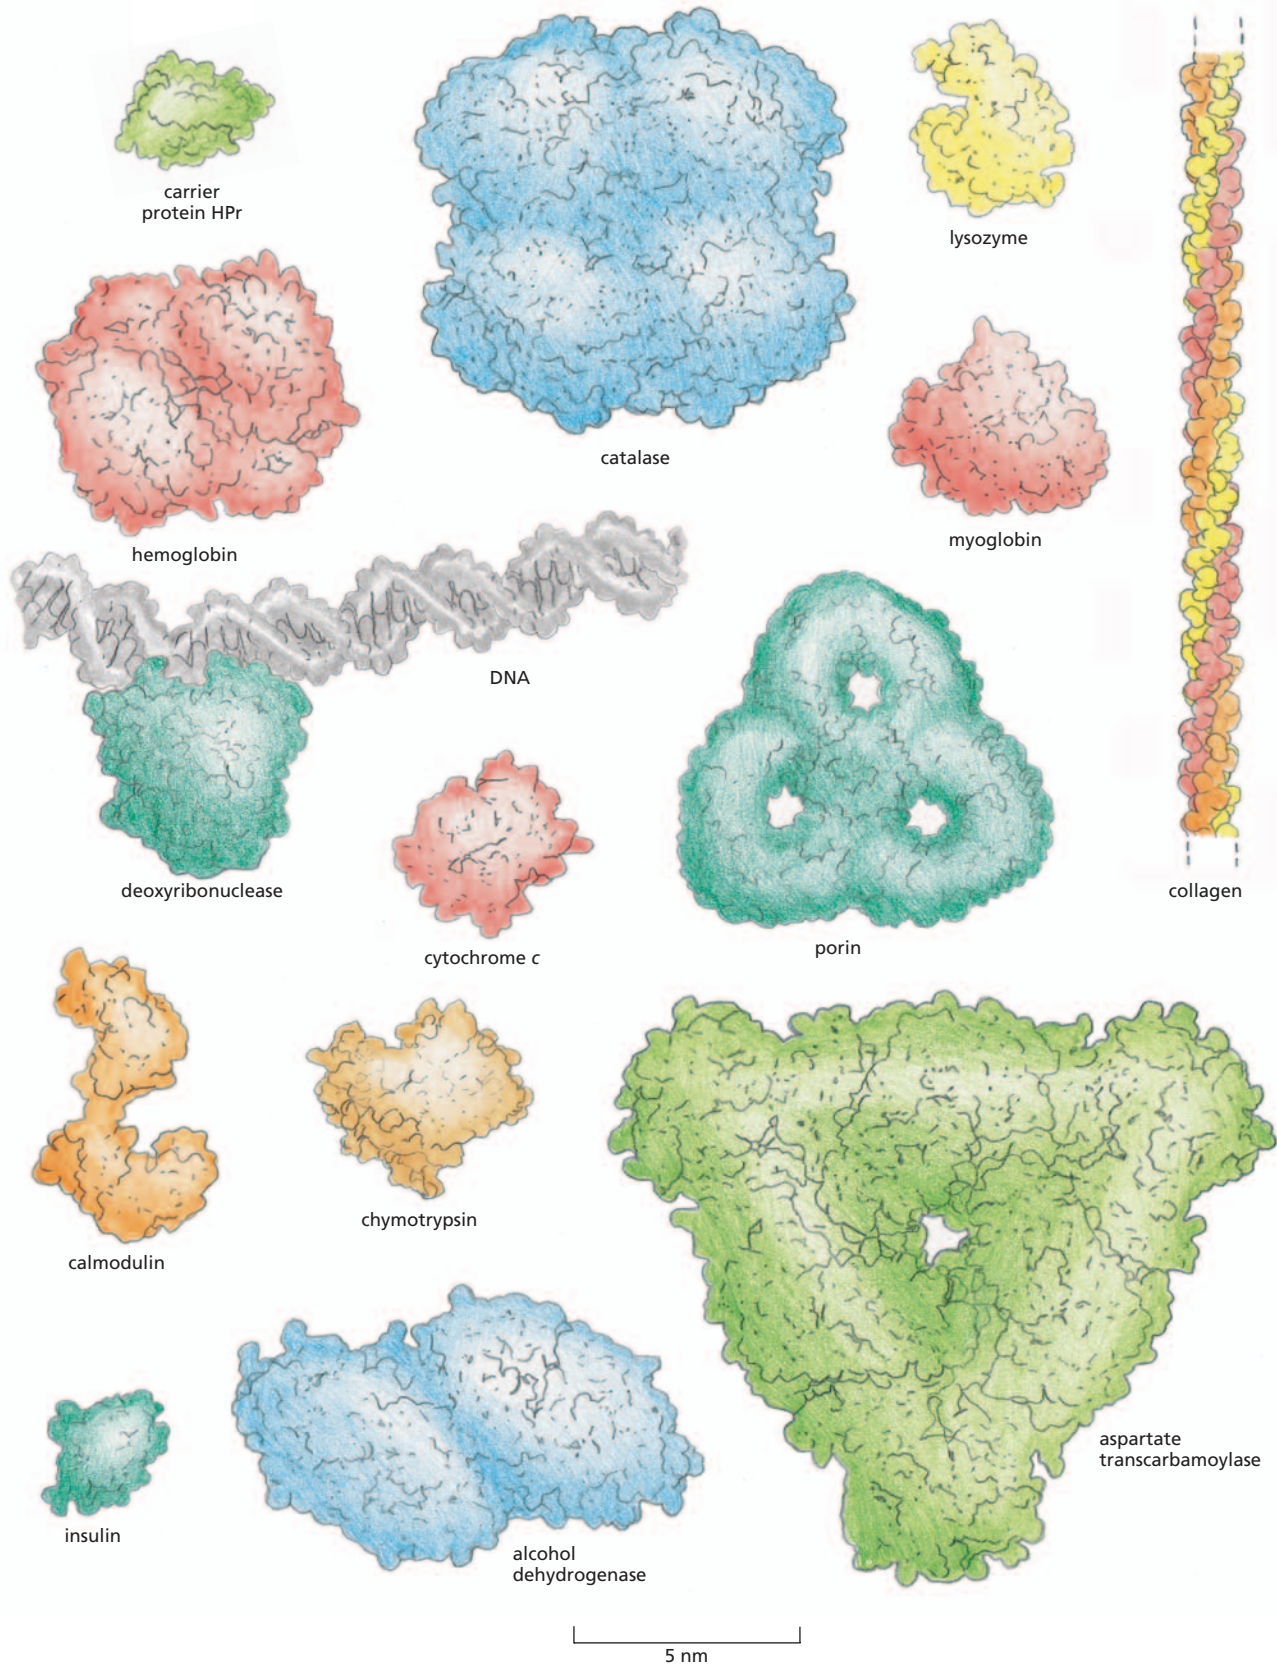 carrier
protein HPr
lysozyme
catalase
myoglobin
hemoglobin
DNA
deoxyribonuclease
collagen
cytochrome c
porin
chymotrypsin
calmodulin
aspartate
transcarbamoylase
insulin
alcohol
dehydrogenase
5 nm